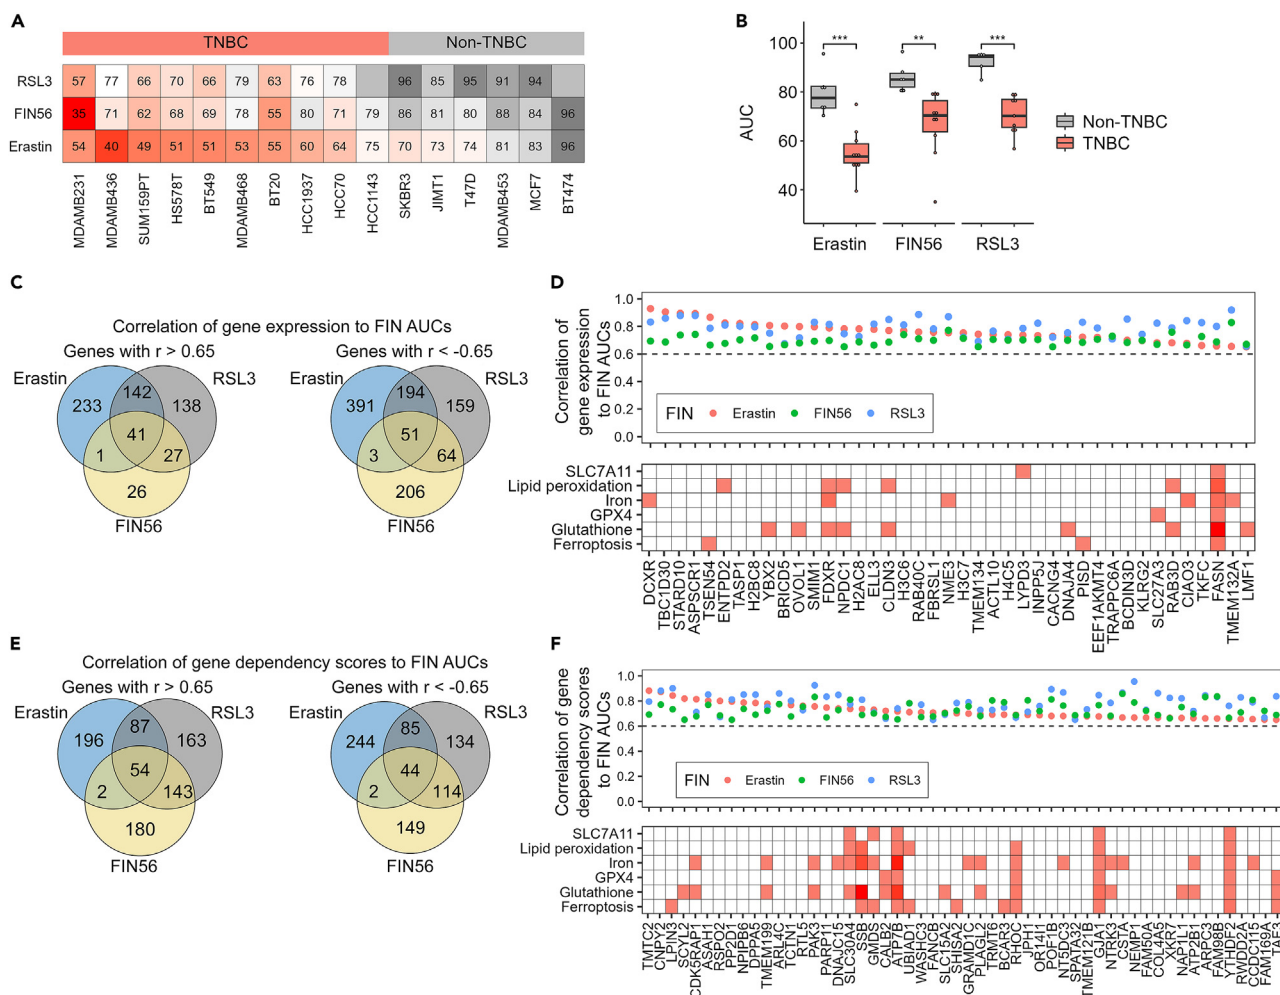 A
TNBC Non-TNBC
RSL3 57 77 66 70 66 79 63 76 78 96 85 95 91 94
FIN56 35 71 62 68 69 78 55 80 71 79 86 81 80 88 84 96
Erastin 54 40 49 51 51 53 55 60 64 75 70 73 74 81 83 96
MDAMB231 MDAMB436 SUM159PT HS578T BT549 MDAMB468 BT20 HCC1937 HCC70 HCC1143 SKBR3 JIMT1 T47D MDAMB453 MCF7 BT474
B
*** ** ***
100
80
60
40
AUC
Erastin FIN56 RSL3
Non-TNBC
TNBC
C
Correlation of gene expression to FIN AUCs
Genes with r > 0.65 Genes with r < -0.65
Erastin RSL3 Erastin RSL3
233 142 138 391 194 159
41 51
1 27 3 64
26 206
FIN56 FIN56
D
Correlation of
gene expression
to FIN AUCs
1.0
0.8
0.6
0.4
0.2
0.0
FIN Erastin FIN56 RSL3
SLC7A11
Lipid peroxidation
Iron
GPX4
Glutathione
Ferroptosis
DCXR TBC1D30 STARD10 ASPSCR1 TSEN54 ENTPD2 TASP1 H2BC8 YBX2 BRICD5 OVOL1 SMIM1 FDXR NPDC1 H2AC8 ELL3 CLDN3 H3C6 RAB40C FBRSL1 NME3 H3C7 TMEM134 ACTL10 H4C5 LYPD3 INPP5J CACNG4 DNAJA4 PISD EEF1AKMT4 TRAPPC6A BCDIN3D KLRG2 SLC27A3 RAB3D CIAO3 TKFC FASN TMEM132A LMF1
E
Correlation of gene dependency scores to FIN AUCs
Genes with r > 0.65 Genes with r < -0.65
Erastin RSL3 Erastin RSL3
196 87 163 244 85 134
54 44
2 143 2 114
180 149
FIN56 FIN56
F
Correlation of gene
dependency scores
to FIN AUCs
1.0
0.8
0.6
0.4
0.2
0.0
FIN Erastin FIN56 RSL3
SLC7A11
Lipid peroxidation
Iron
GPX4
Glutathione
Ferroptosis
TMTC2 CNPY2 LPIN3 SCYL2 CDK5RAP1 ASAH1 RSPO2 PP2D1 NPIPB6 DPPA5 TMEM199 ARL4C TCTN1 RTL5 PAK3 PARP11 DNAJC15 SLC30A4 SSB GMDS CALB2 ATP7B UBIAD1 WASHC3 FANCB SLC15A2 SHISA2 GRAMD1C PLAGL2 TRMT6 BCAR3 RHOC JPH1 OR14I1 POF1B NT5DC3 SPATA32 TMEM121B GJA1 NTRK3 CST1A NEMP1 FAM50A COL4A5 XKR7 NAP1L1 ATP2B1 ARPC3 FAM98B YTHDF2 RWDD2A CCDC115 FAM169A TAF3